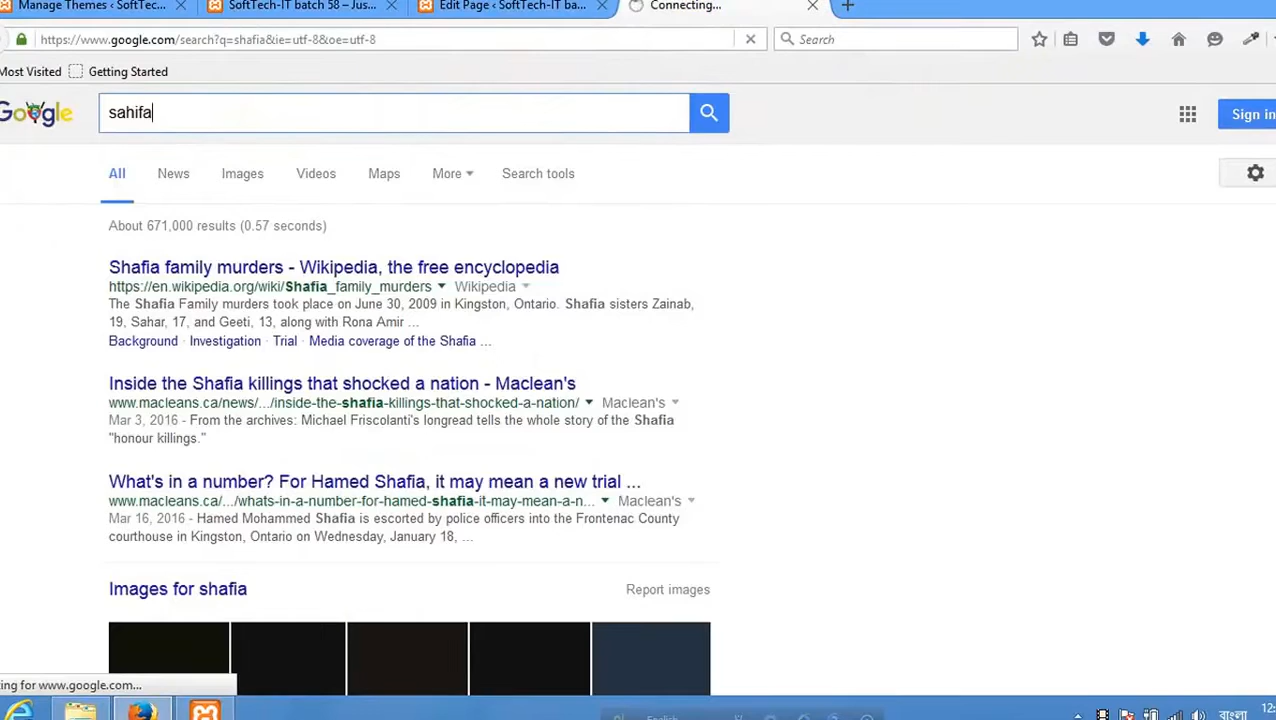 Manage Themes ‹ SoftTec... SoftTech-IT batch 58 – Jus... Edit Page ‹ SoftTech-IT ba... Connecting...
https://www.google.com/search?q=shafia&ie=utf-8&oe=utf-8 Search
Most Visited Getting Started
Google sahifa Sign in
All News Images Videos Maps More Search tools
About 671,000 results (0.57 seconds)
Shafia family murders - Wikipedia, the free encyclopedia
https://en.wikipedia.org/wiki/Shafia_family_murders Wikipedia
The Shafia Family murders took place on June 30, 2009 in Kingston, Ontario. Shafia sisters Zainab,
19, Sahar, 17, and Geeti, 13, along with Rona Amir ...
Background · Investigation · Trial · Media coverage of the Shafia ...
Inside the Shafia killings that shocked a nation - Maclean's
www.macleans.ca/news/.../inside-the-shafia-killings-that-shocked-a-nation/ Maclean's
Mar 3, 2016 - From the archives: Michael Friscolanti's longread tells the whole story of the Shafia
"honour killings."
What's in a number? For Hamed Shafia, it may mean a new trial ...
www.macleans.ca/.../whats-in-a-number-for-hamed-shafia-it-may-mean-a-n... Maclean's
Mar 16, 2016 - Hamed Mohammed Shafia is escorted by police officers into the Frontenac County
courthouse in Kingston, Ontario on Wednesday, January 18, ...
Images for shafia Report images
ing for www.google.com...
English বাংলা 12: